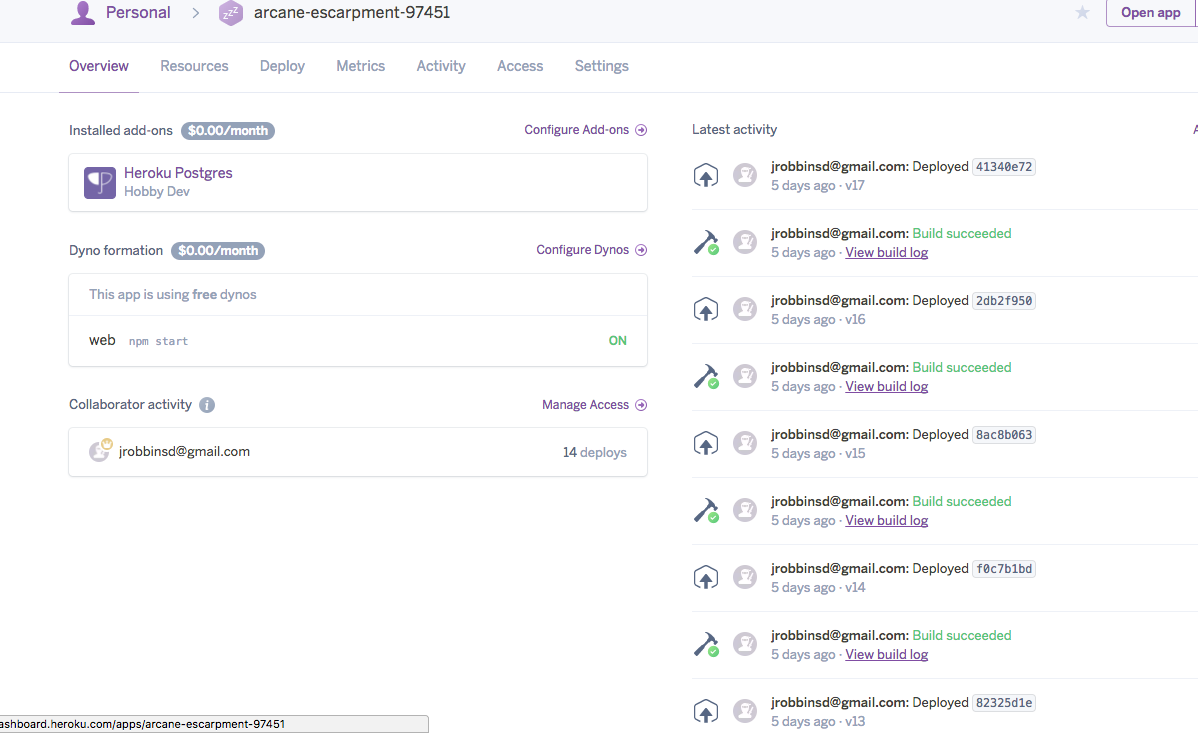 Personal > arcane-escarpment-97451
Open app
Overview Resources Deploy Metrics Activity Access Settings
Installed add-ons $0.00/month Configure Add-ons
Heroku Postgres
Hobby Dev
Dyno formation $0.00/month Configure Dynos
This app is using free dynos
web npm start ON
Collaborator activity i Manage Access
jrobbinsd@gmail.com 14 deploys
Latest activity
jrobbinsd@gmail.com: Deployed 41340e72
5 days ago · v17
jrobbinsd@gmail.com: Build succeeded
5 days ago · View build log
jrobbinsd@gmail.com: Deployed 2db2f950
5 days ago · v16
jrobbinsd@gmail.com: Build succeeded
5 days ago · View build log
jrobbinsd@gmail.com: Deployed 8ac8b063
5 days ago · v15
jrobbinsd@gmail.com: Build succeeded
5 days ago · View build log
jrobbinsd@gmail.com: Deployed f0c7b1bd
5 days ago · v14
jrobbinsd@gmail.com: Build succeeded
5 days ago · View build log
jrobbinsd@gmail.com: Deployed 82325d1e
5 days ago · v13
ashboard.heroku.com/apps/arcane-escarpment-97451